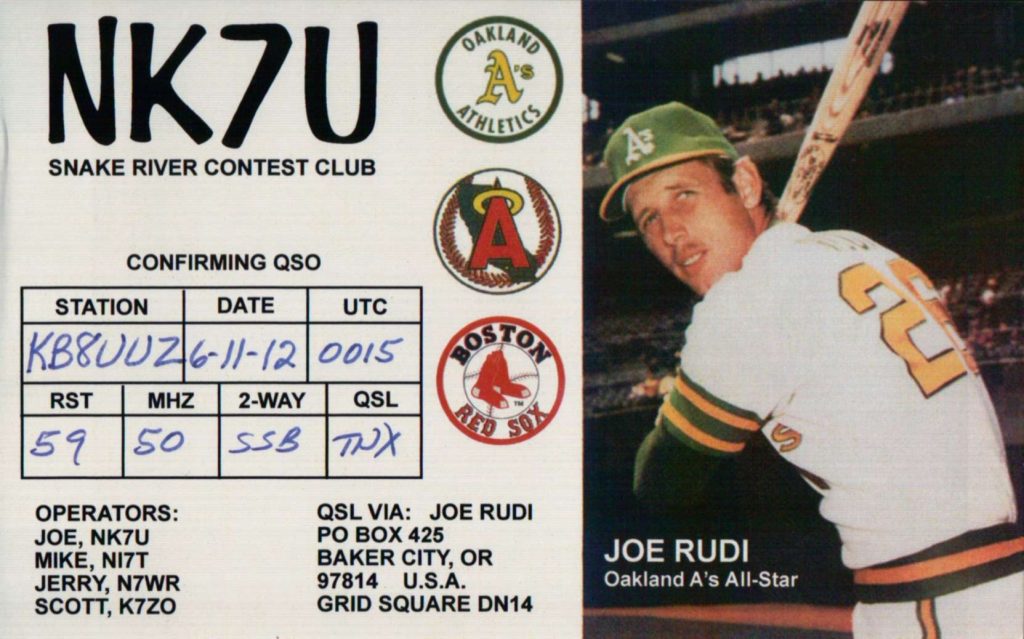 NK7U
SNAKE RIVER CONTEST CLUB
CONFIRMING QSO
STATION DATE UTC
KB8UUZ 6-11-12 0015
RST MHZ 2-WAY QSL
59 50 SSB TNX
OPERATORS:
JOE, NK7U
MIKE, NI7T
JERRY, N7WR
SCOTT, K7ZO
QSL VIA: JOE RUDI
PO BOX 425
BAKER CITY, OR
97814 U.S.A.
GRID SQUARE DN14
OAKLAND
A's
ATHLETICS
A
BOSTON
RED SOX
TM
A's
26
JOE RUDI
Oakland A's All-Star